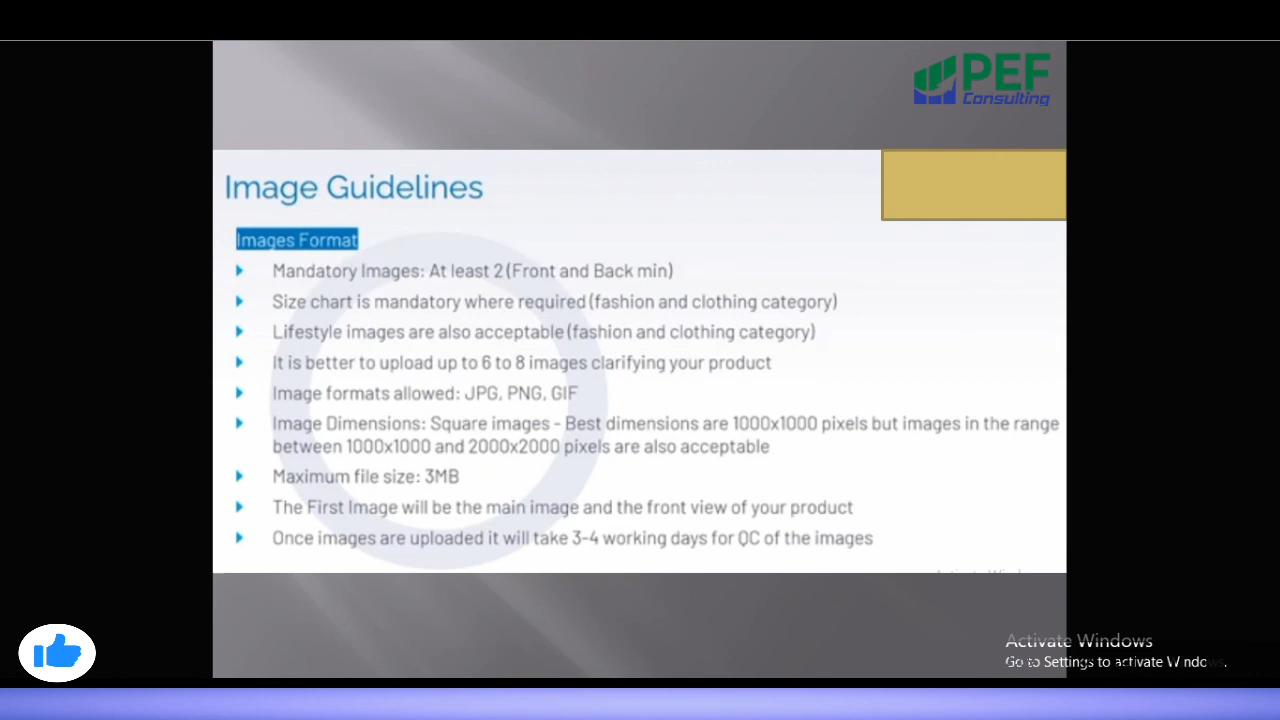 PEF
Consulting
Image Guidelines
Images Format
Mandatory Images: At least 2 (Front and Back min)
Size chart is mandatory where required (fashion and clothing category)
Lifestyle images are also acceptable (fashion and clothing category)
It is better to upload up to 6 to 8 images clarifying your product
Image formats allowed: JPG, PNG, GIF
Image Dimensions: Square images - Best dimensions are 1000x1000 pixels but images in the range
between 1000x1000 and 2000x2000 pixels are also acceptable
Maximum file size: 3MB
The First Image will be the main image and the front view of your product
Once images are uploaded it will take 3-4 working days for QC of the images
Activate Windows
Go to Settings to activate Windows.